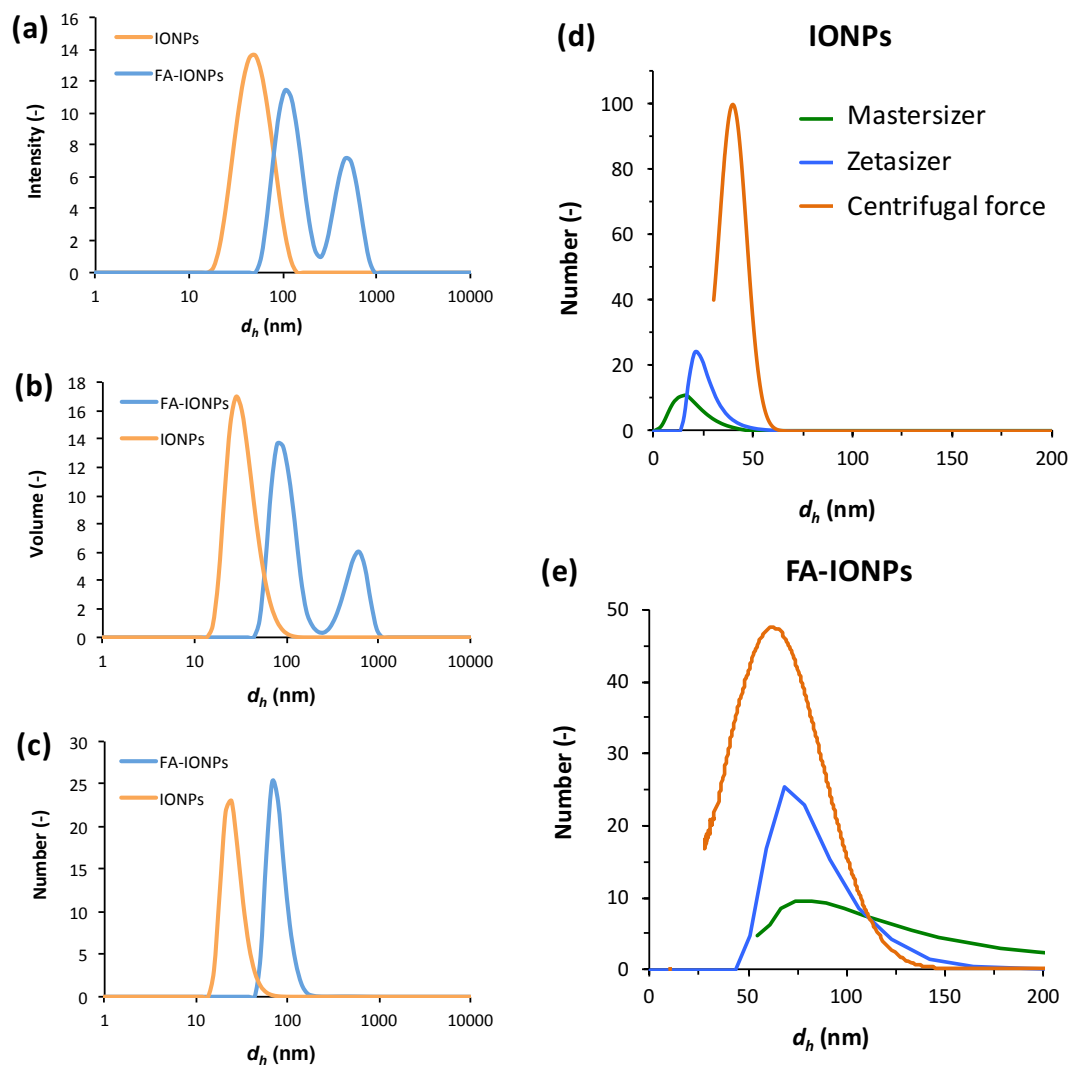 (a)
IONPs
FA-IONPs
Intensity (-)
16
14
12
10
8
6
4
2
0
1 10 100 1000 10000
d_h (nm)
(b)
FA-IONPs
IONPs
Volume (-)
18
16
14
12
10
8
6
4
2
0
1 10 100 1000 10000
d_h (nm)
(c)
FA-IONPs
IONPs
Number (-)
30
25
20
15
10
5
0
1 10 100 1000 10000
d_h (nm)
(d)
IONPs
Mastersizer
Zetasizer
Centrifugal force
Number (-)
100
80
60
40
20
0
0 50 100 150 200
d_h (nm)
(e)
FA-IONPs
Number (-)
50
40
30
20
10
0
0 50 100 150 200
d_h (nm)